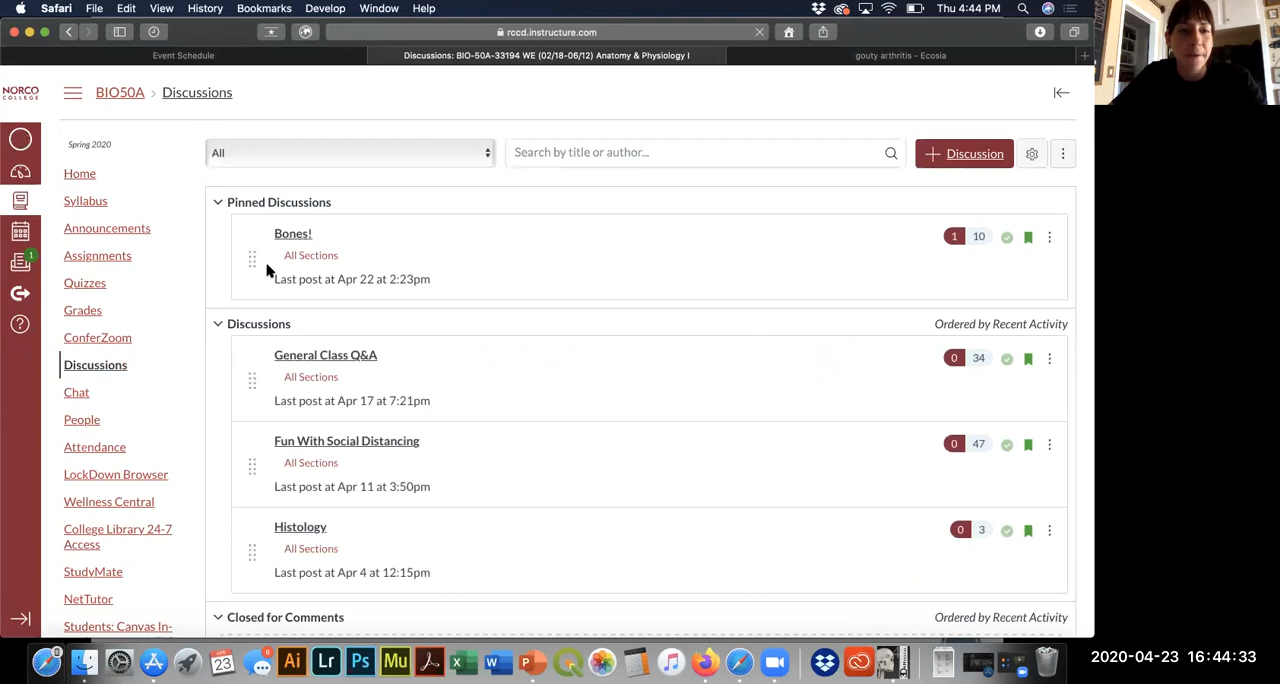 Safari File Edit View History Bookmarks Develop Window Help Thu 4:44 PM
rccd.instructure.com
Event Schedule Discussions: BIO-50A-33194 WE (02/18-06/12) Anatomy & Physiology I gouty arthritis - Ecosia
NORCO
COLLEGE
BIO50A > Discussions
Spring 2020
Home
Syllabus
Announcements
Assignments
Quizzes
Grades
ConferZoom
Discussions
Chat
People
Attendance
LockDown Browser
Wellness Central
College Library 24-7
Access
StudyMate
NetTutor
Students: Canvas In-
1
All
Search by title or author...
Discussion
Pinned Discussions
Bones! 1 10
All Sections
Last post at Apr 22 at 2:23pm
Discussions Ordered by Recent Activity
General Class Q&A 0 34
All Sections
Last post at Apr 17 at 7:21pm
Fun With Social Distancing 0 47
All Sections
Last post at Apr 11 at 3:50pm
Histology 0 3
All Sections
Last post at Apr 4 at 12:15pm
Closed for Comments Ordered by Recent Activity
23 Ai Lr Ps Mu
2020-04-23 16:44:33